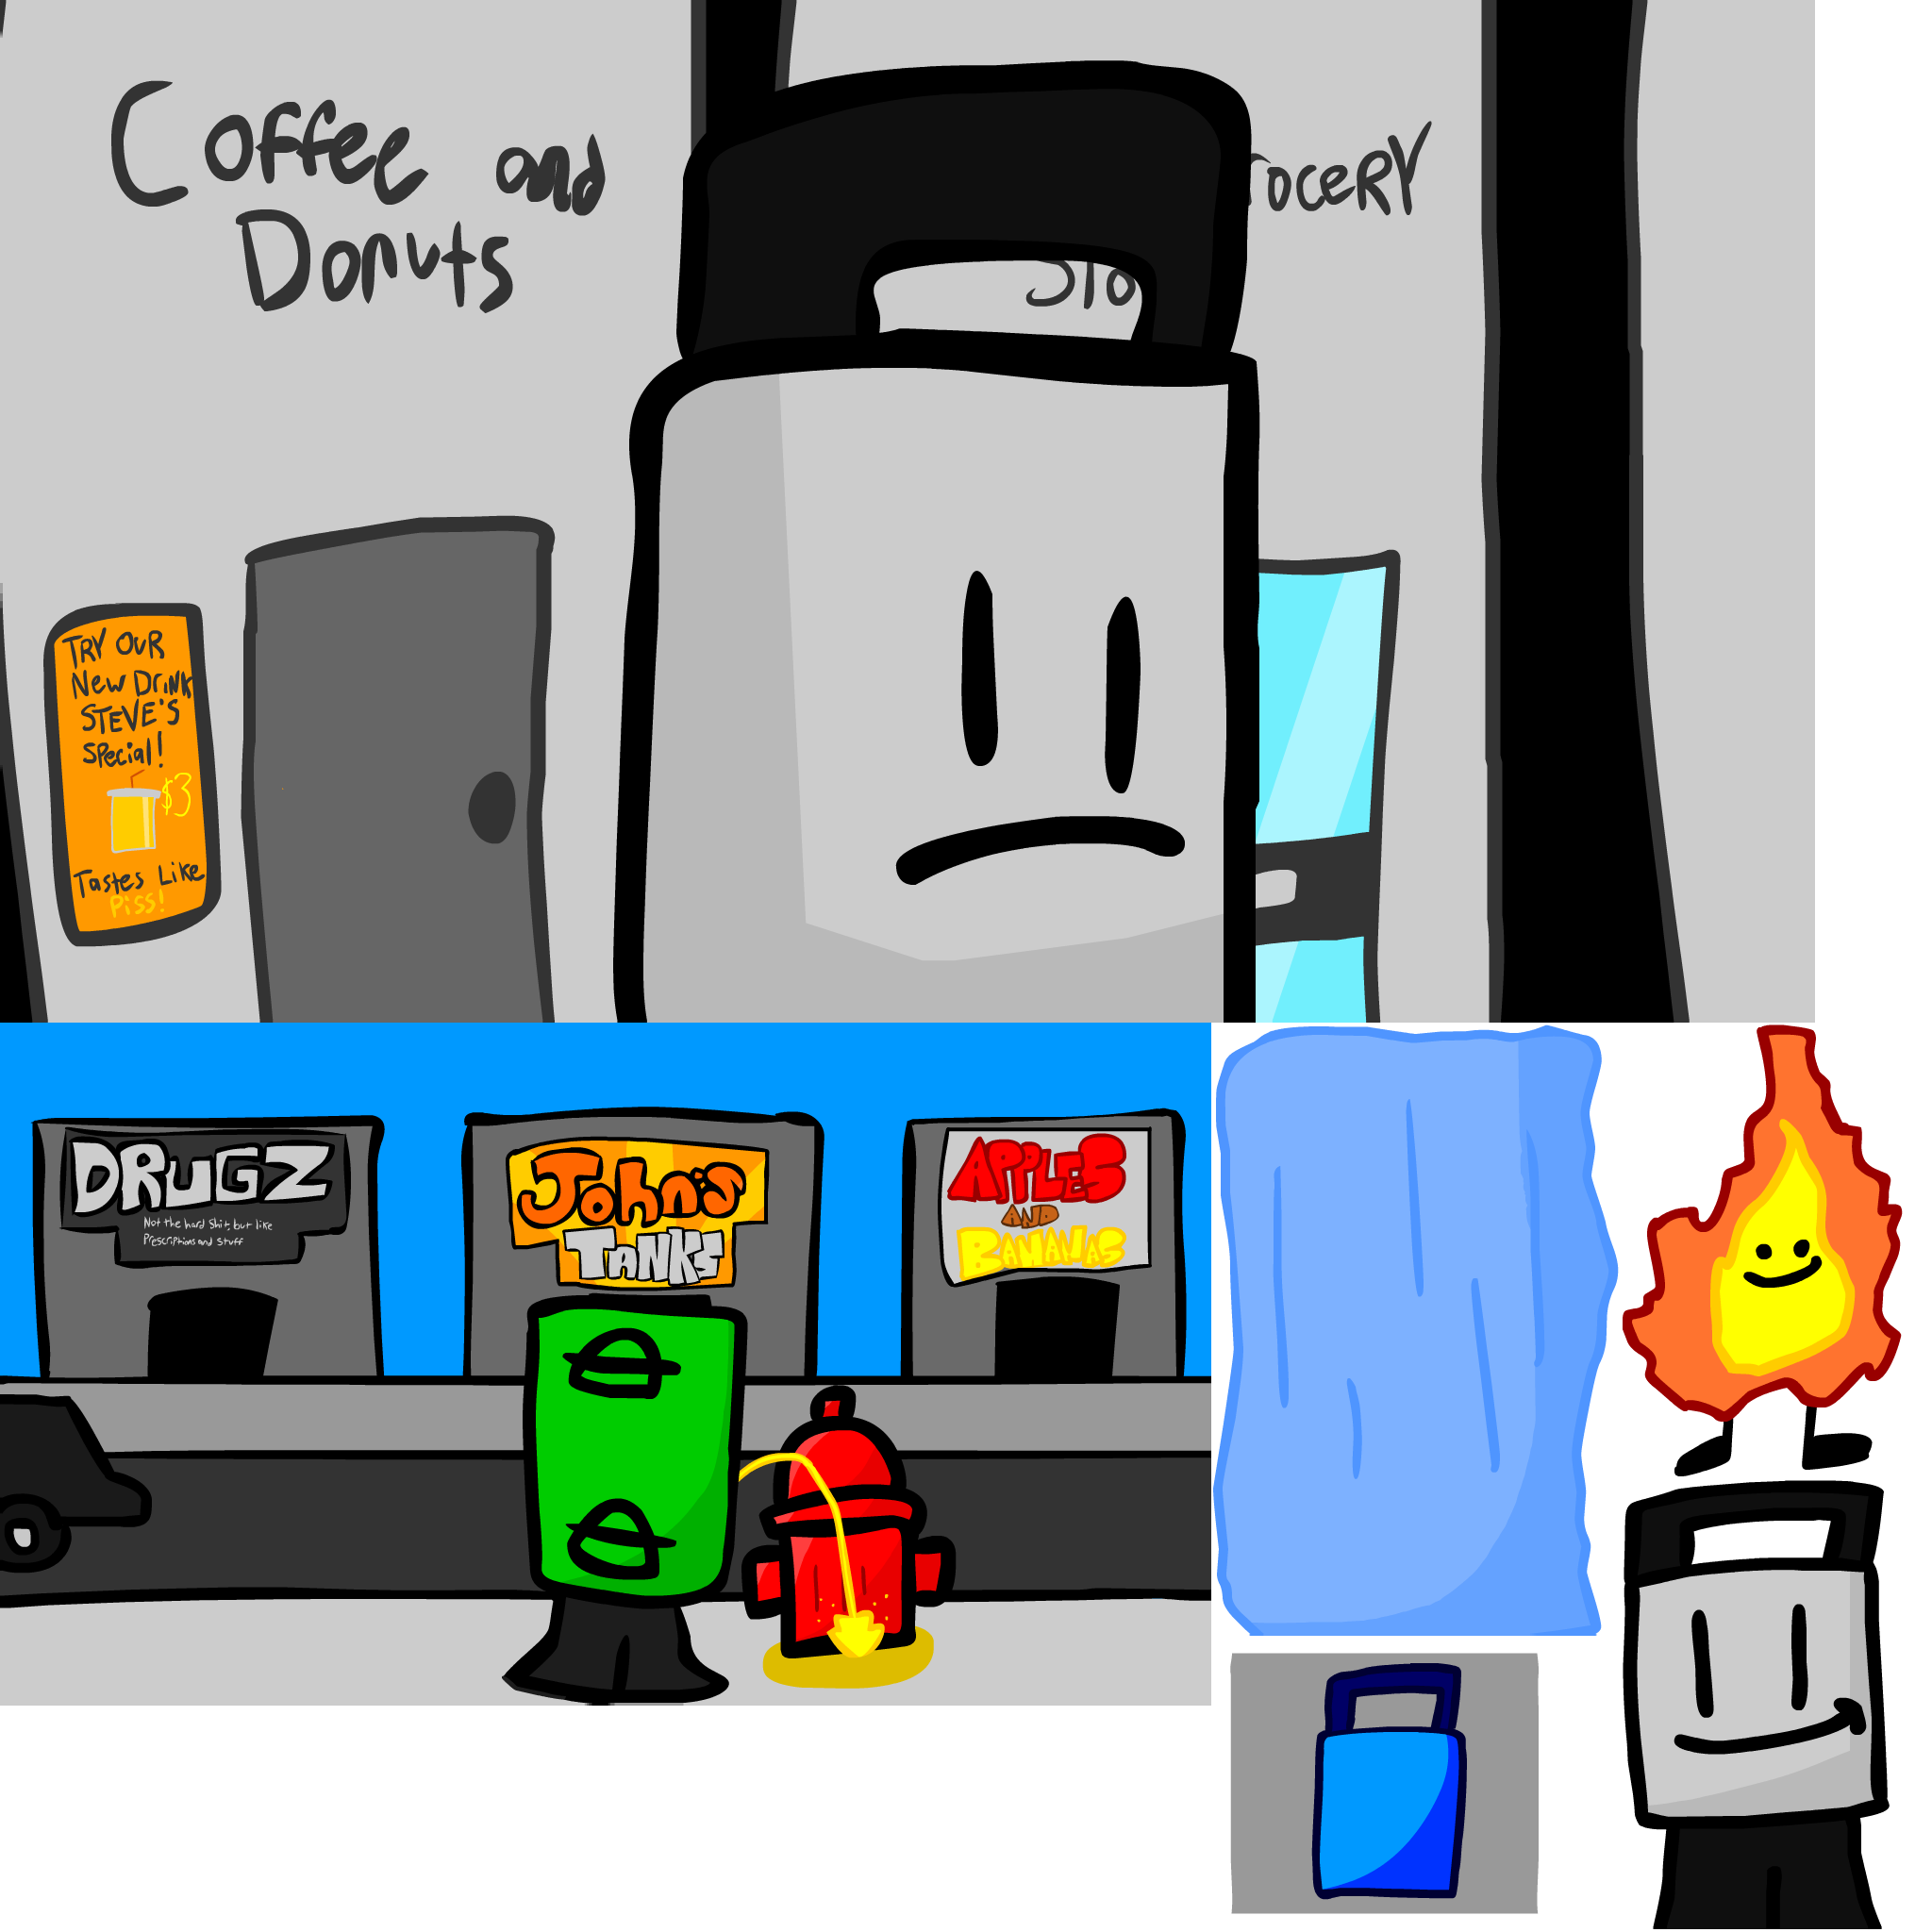 Coffee and
Donuts
ocery
Sto
TRY OUR
New Drink
STEVE'S
Special!
$3
Tastes Like
Piss!
DRUGZ
Not the hard shit, but like
Prescriptions and stuff
John's
TANKS
APPLES
AND
BANANAS